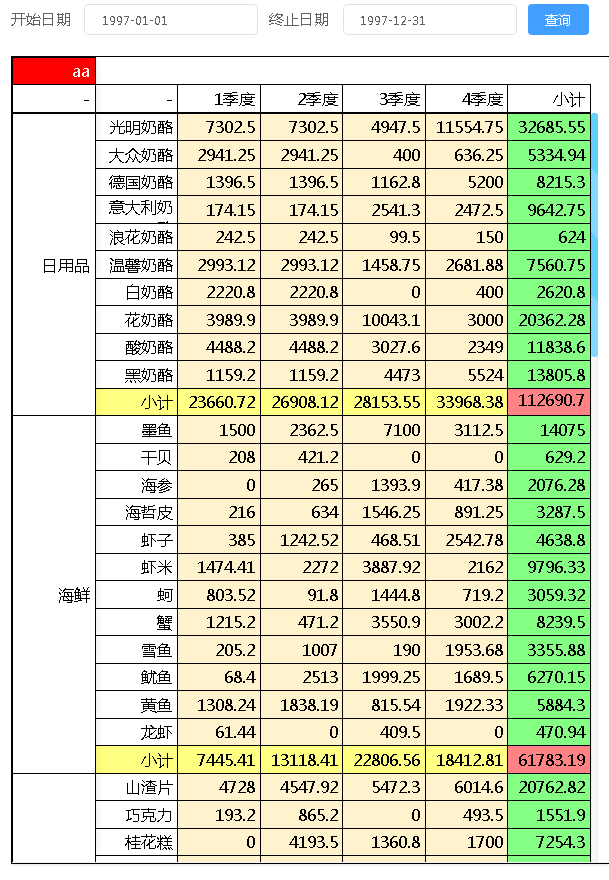 开始日期 1997-01-01 终止日期 1997-12-31 查询
aa
- - 1季度 2季度 3季度 4季度 小计
光明奶酪 7302.5 7302.5 4947.5 11554.75 32685.55
大众奶酪 2941.25 2941.25 400 636.25 5334.94
德国奶酪 1396.5 1396.5 1162.8 5200 8215.3
意大利奶 174.15 174.15 2541.3 2472.5 9642.75
浪花奶酪 242.5 242.5 99.5 150 624
日用品 温馨奶酪 2993.12 2993.12 1458.75 2681.88 7560.75
白奶酪 2220.8 2220.8 0 400 2620.8
花奶酪 3989.9 3989.9 10043.1 3000 20362.28
酸奶酪 4488.2 4488.2 3027.6 2349 11838.6
黑奶酪 1159.2 1159.2 4473 5524 13805.8
小计 23660.72 26908.12 28153.55 33968.38 112690.7
墨鱼 1500 2362.5 7100 3112.5 14075
干贝 208 421.2 0 0 629.2
海参 0 265 1393.9 417.38 2076.28
海哲皮 216 634 1546.25 891.25 3287.5
虾子 385 1242.52 468.51 2542.78 4638.8
虾米 1474.41 2272 3887.92 2162 9796.33
海鲜 蚵 803.52 91.8 1444.8 719.2 3059.32
蟹 1215.2 471.2 3550.9 3002.2 8239.5
雪鱼 205.2 1007 190 1953.68 3355.88
鱿鱼 68.4 2513 1999.25 1689.5 6270.15
黄鱼 1308.24 1838.19 815.54 1922.33 5884.3
龙虾 61.44 0 409.5 0 470.94
小计 7445.41 13118.41 22806.56 18412.81 61783.19
山渣片 4728 4547.92 5472.3 6014.6 20762.82
巧克力 193.2 865.2 0 493.5 1551.9
桂花糕 0 4193.5 1360.8 1700 7254.3